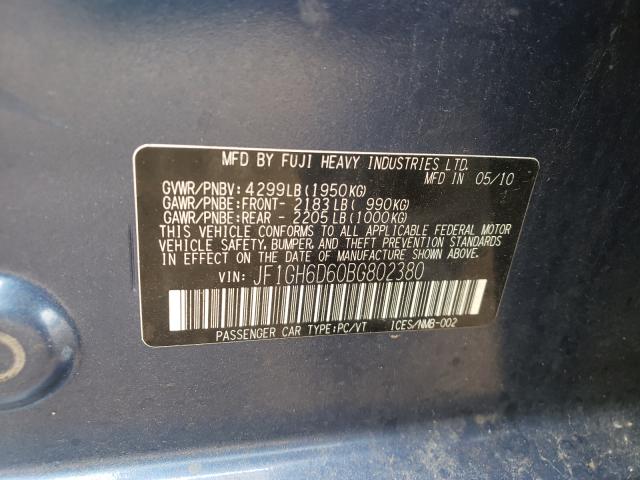 MFD BY FUJI HEAVY INDUSTRIES LTD.
MFD IN 05/10
GVWR/PNBV: 4299LB(1950KG)
GAWR/PNBE:FRONT- 2183LB( 990KG)
GAWR/PNBE:REAR - 2205LB(1000KG)
THIS VEHICLE CONFORMS TO ALL APPLICABLE FEDERAL MOTOR
VEHICLE SAFETY, BUMPER, AND THEFT PREVENTION STANDARDS
IN EFFECT ON THE DATE OF MANUFACTURE SHOWN ABOVE.
VIN: JF1GH6D60BG802380
PASSENGER CAR TYPE:PC/VT ICES/NMB-002